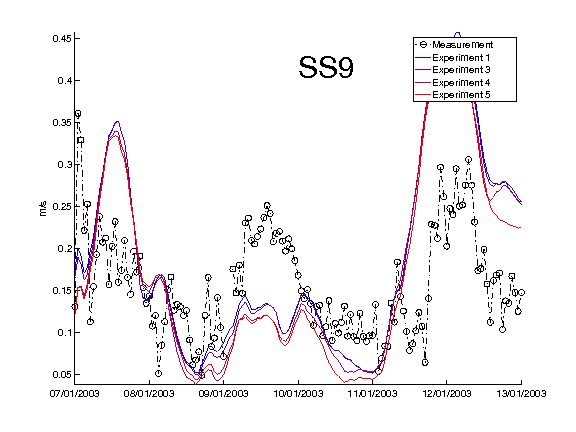 0.45
Measurement
Experiment 1
Experiment 3
Experiment 4
Experiment 5
SS9
0.4
0.35
0.3
0.25
m/s
0.2
0.15
0.1
0.05
07/01/2003 08/01/2003 09/01/2003 10/01/2003 11/01/2003 12/01/2003 13/01/2003